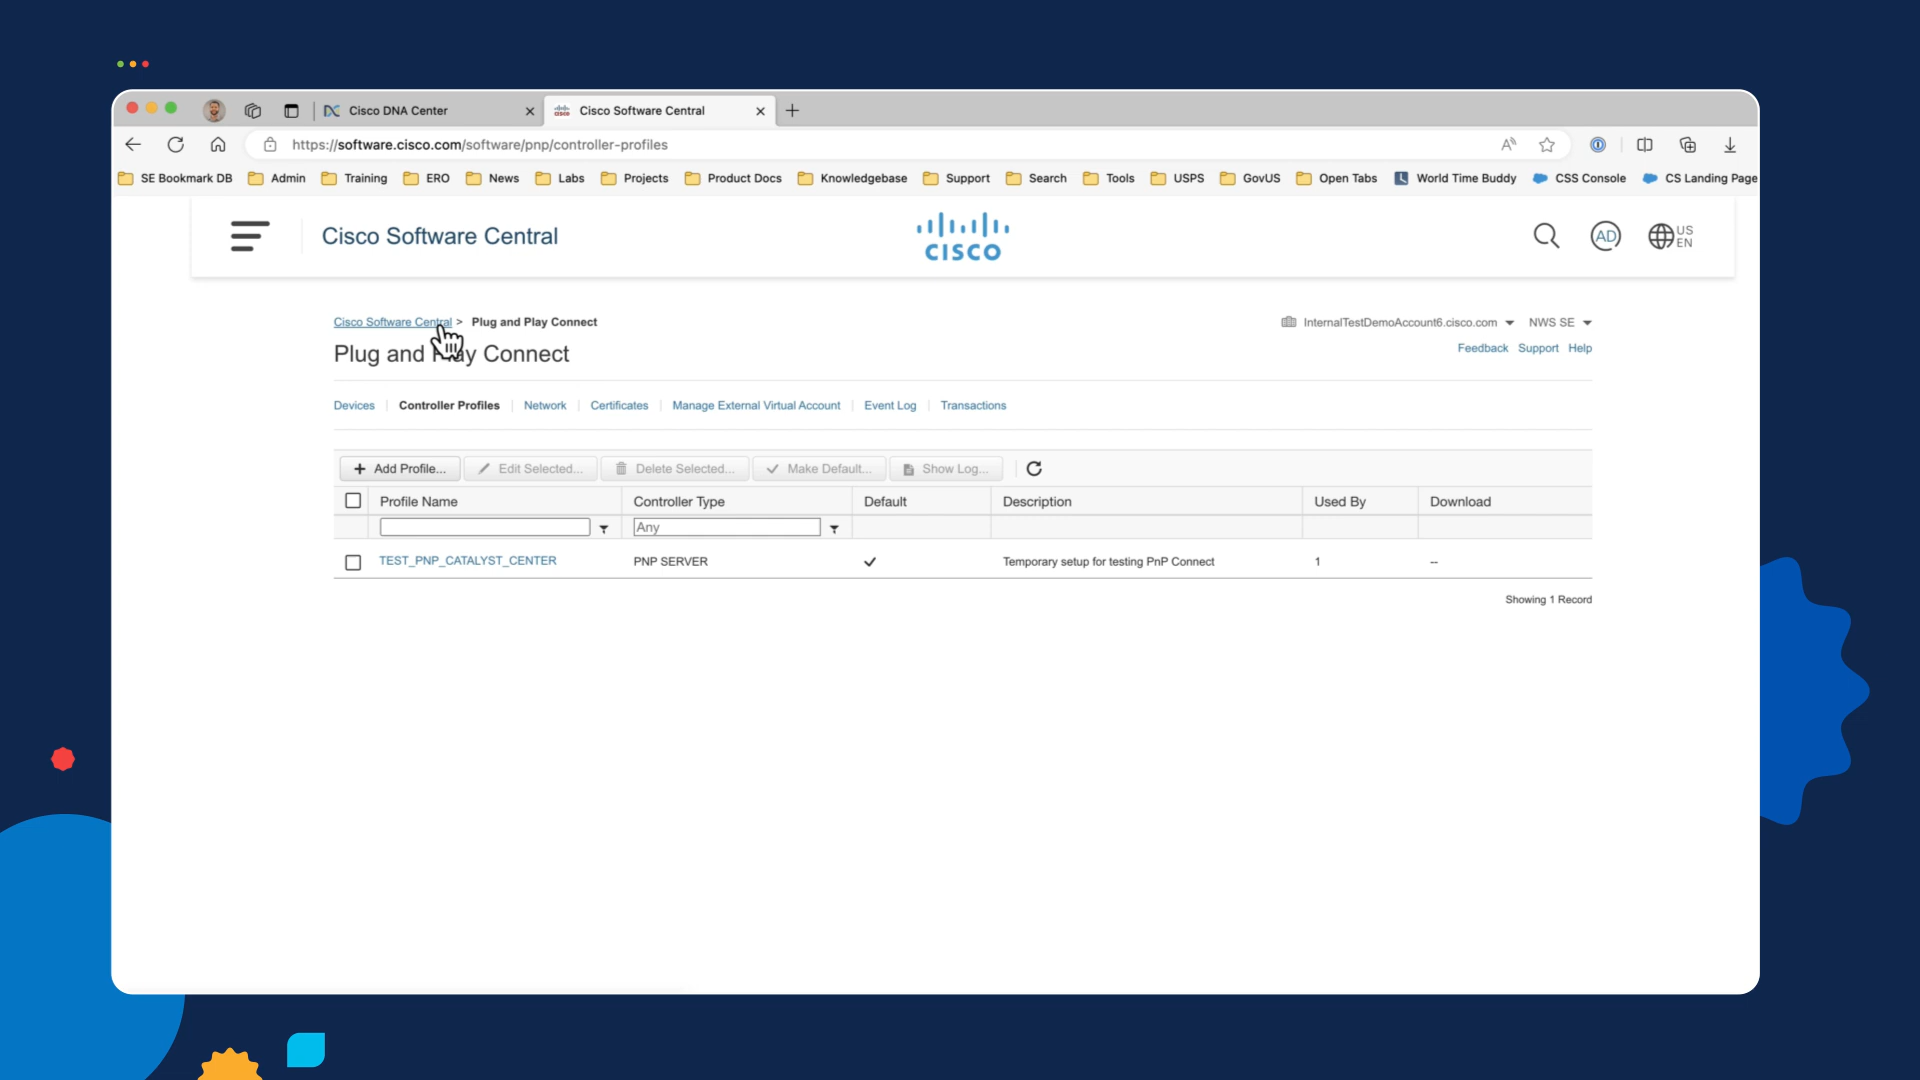 Cisco DNA Center
Cisco Software Central
https://software.cisco.com/software/pnp/controller-profiles
SE Bookmark DB Admin Training ERO News Labs Projects Product Docs Knowledgebase Support Search Tools USPS GovUS Open Tabs World Time Buddy CSS Console CS Landing Page
Cisco Software Central
CISCO
AD
US
EN
Cisco Software Central > Plug and Play Connect
InternalTestDemoAccount6.cisco.com NWS SE
Plug and Play Connect
Feedback Support Help
Devices Controller Profiles Network Certificates Manage External Virtual Account Event Log Transactions
+ Add Profile... Edit Selected... Delete Selected... Make Default... Show Log...
Profile Name Controller Type Default Description Used By Download
Any
TEST_PNP_CATALYST_CENTER PNP SERVER Temporary setup for testing PnP Connect 1 --
Showing 1 Record